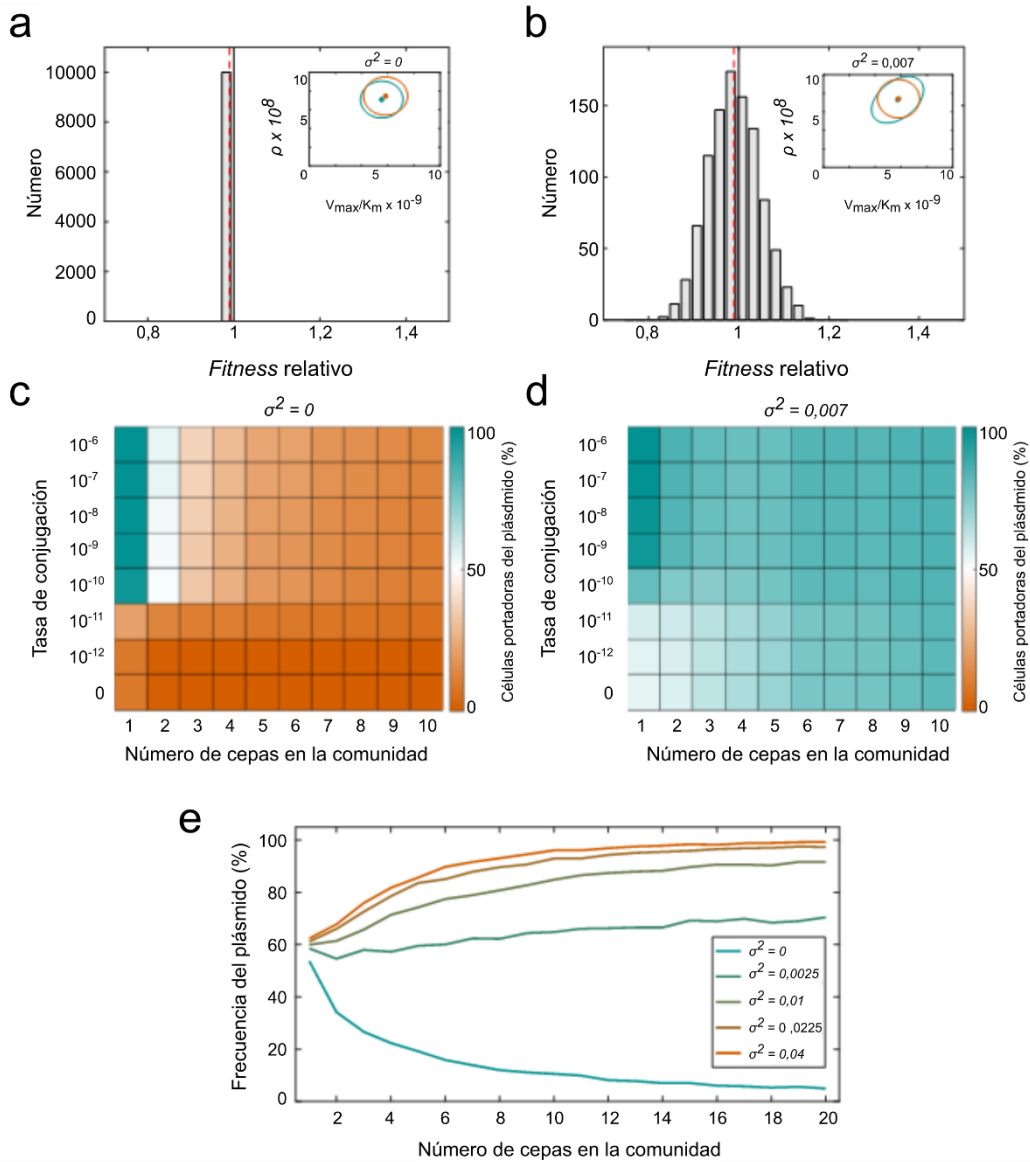 a
σ² = 0
10000
8000
6000
4000
2000
0
Número
0,8
1
1,2
1,4
Fitness relativo
10
5
0
5
10
ρ x 10⁸
Vmax/Km x 10⁻⁹
b
σ² = 0,007
150
100
50
0
Número
0,8
1
1,2
1,4
Fitness relativo
10
5
0
5
10
ρ x 10⁸
Vmax/Km x 10⁻⁹
c
σ² = 0
Tasa de conjugación
10⁻⁶
10⁻⁷
10⁻⁸
10⁻⁹
10⁻¹⁰
10⁻¹¹
10⁻¹²
0
1 2 3 4 5 6 7 8 9 10
Número de cepas en la comunidad
100
50
0
Células portadoras del plásdmido (%)
d
σ² = 0,007
Tasa de conjugación
10⁻⁶
10⁻⁷
10⁻⁸
10⁻⁹
10⁻¹⁰
10⁻¹¹
10⁻¹²
0
1 2 3 4 5 6 7 8 9 10
Número de cepas en la comunidad
100
50
0
Células portadoras del plásdmido (%)
e
Frecuencia del plásmido (%)
100
80
60
40
20
0
2 4 6 8 10 12 14 16 18 20
Número de cepas en la comunidad
σ² = 0
σ² = 0,0025
σ² = 0,01
σ² = 0 ,0225
σ² = 0,04